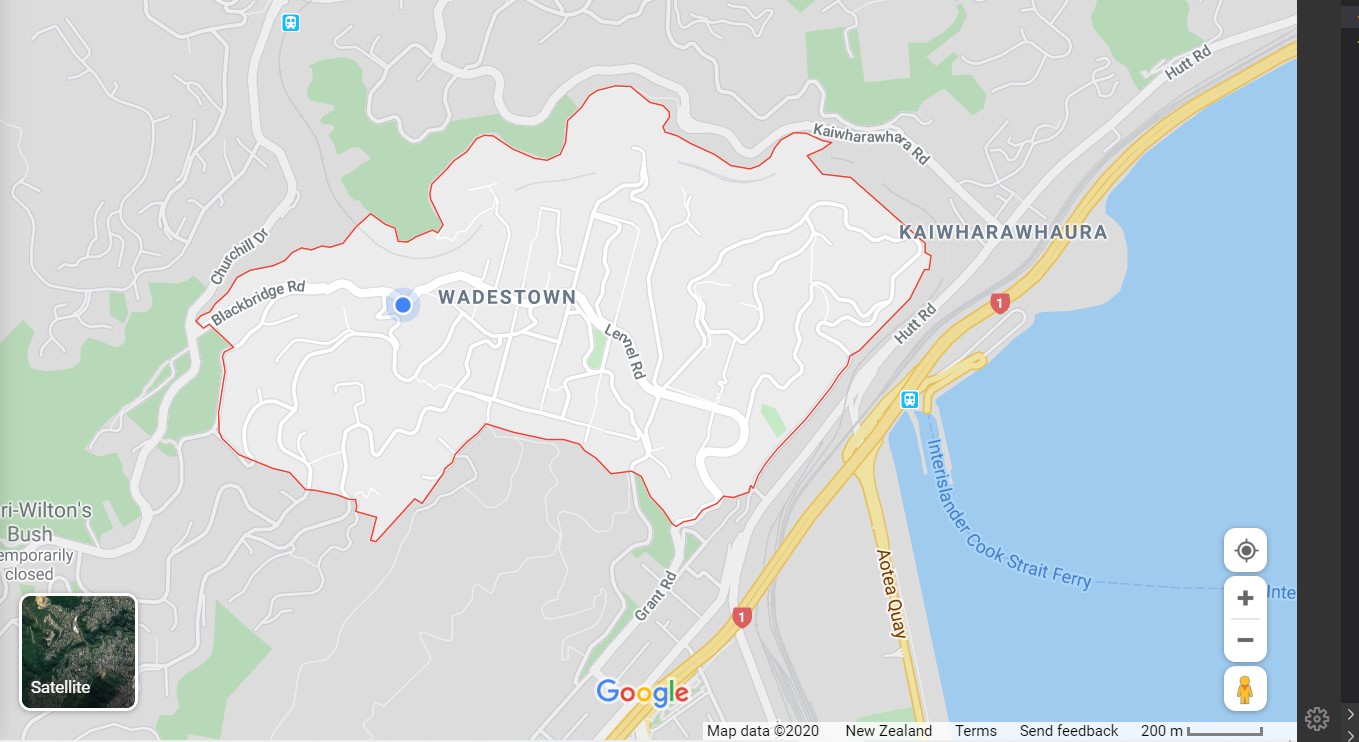 Hutt Rd
Kaiwharawhara Rd
KAIWHARAWHAURA
Churchill Dr
Blackbridge Rd
WADESTOWN
1
Hutt Rd
Lennel Rd
Interislander Cook Strait Ferry
Inte
ri-Wilton's
Bush
emporarily
closed
Aotea Quay
Grant Rd
1
Satellite
Google
Map data ©2020 New Zealand Terms Send feedback 200 m